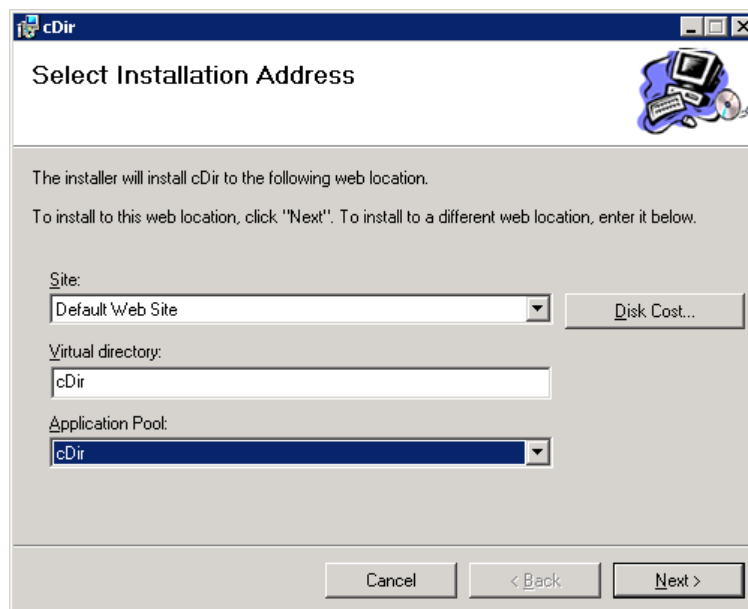 cDir
Select Installation Address
The installer will install cDir to the following web location.
To install to this web location, click "Next". To install to a different web location, enter it below.
Site:
Default Web Site
Disk Cost...
Virtual directory:
cDir
Application Pool:
cDir
Cancel
< Back
Next >